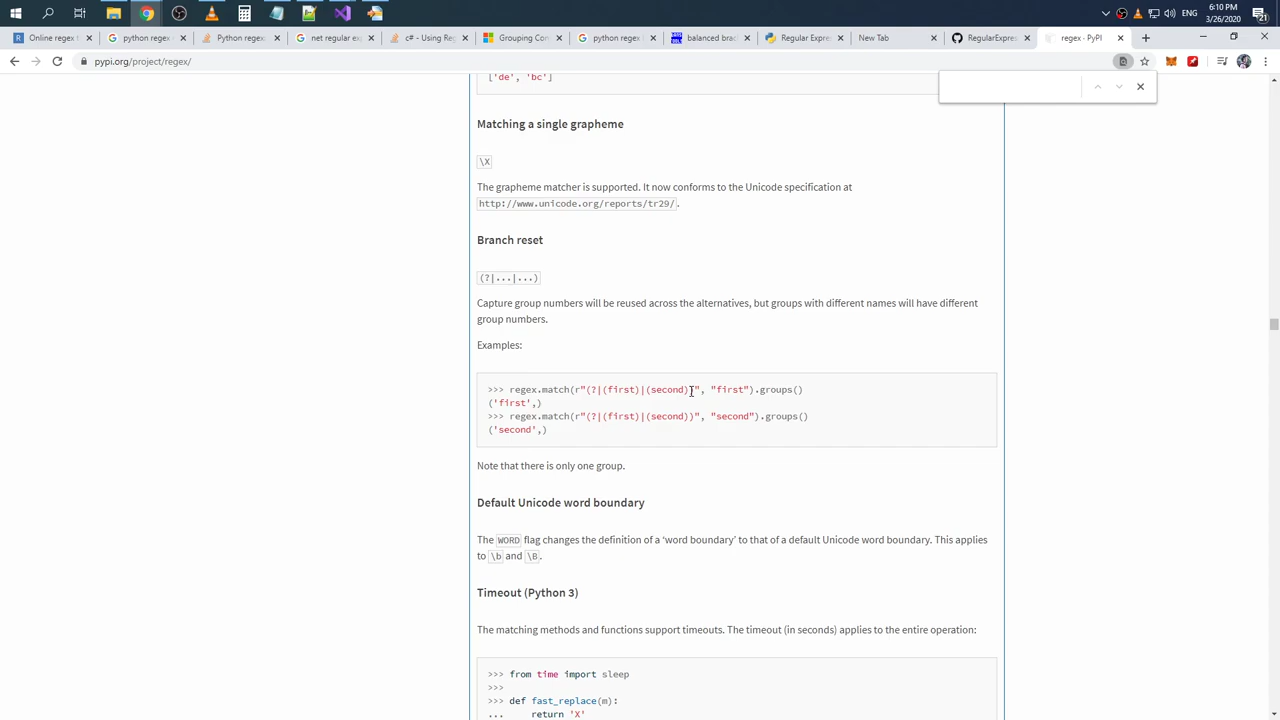 6:10 PM
ENG
3/26/2020
21
Online regex t
python regula
Python regex
net regular ex
c# - Using Reg
Grouping Con
python regex
balanced brac
Regular Expre
New Tab
RegularExpres
regex · PyPI
pypi.org/project/regex/
['de', 'bc']
Matching a single grapheme
\X
The grapheme matcher is supported. It now conforms to the Unicode specification at
http://www.unicode.org/reports/tr29/.
Branch reset
(?|...|...)
Capture group numbers will be reused across the alternatives, but groups with different names will have different
group numbers.
Examples:
>>> regex.match(r"(?|(first)|(second))", "first").groups()
('first',)
>>> regex.match(r"(?|(first)|(second))", "second").groups()
('second',)
Note that there is only one group.
Default Unicode word boundary
The WORD flag changes the definition of a ‘word boundary’ to that of a default Unicode word boundary. This applies
to \b and \B.
Timeout (Python 3)
The matching methods and functions support timeouts. The timeout (in seconds) applies to the entire operation:
>>> from time import sleep
>>>
>>> def fast_replace(m):
...     return 'X'